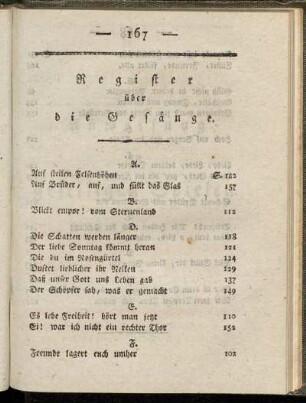 — 167 —
Register
über
die Gesänge.
A.
Auf steilen Felsenhöhen S. 122
Auf Brüder, auf, und füllt das Glas 157
B.
Blickt empor! vom Sternenland 112
D.
Die Schatten werden länger 118
Der liebe Sonntag kömmt heran 121
Die du im Rosengürtel 124
Duftet lieblicher ihr Nelken 129
Daß unser Gott uns Leben gab 137
Der Schöpfer sah, was er gemacht 149
E.
Es lebe Freiheit! hört man jetzt 110
Ei! war ich nicht ein rechter Thor 152
F.
Freunde lagert euch umher 102